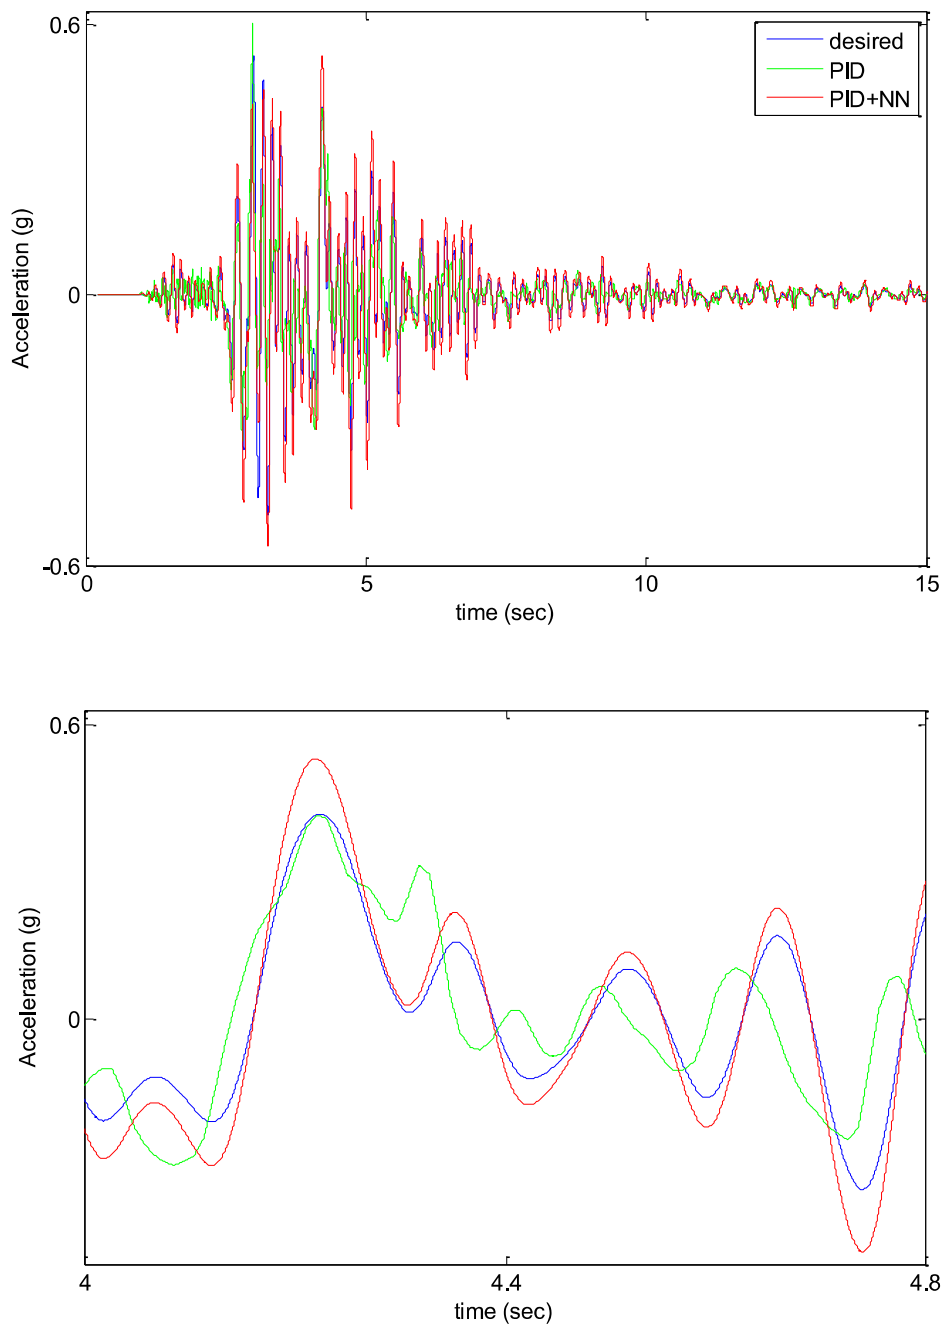 0.6
desired
PID
PID+NN
Acceleration (g)
0
-0.6
0
5
10
15
time (sec)
0.6
Acceleration (g)
0
4
4.4
4.8
time (sec)